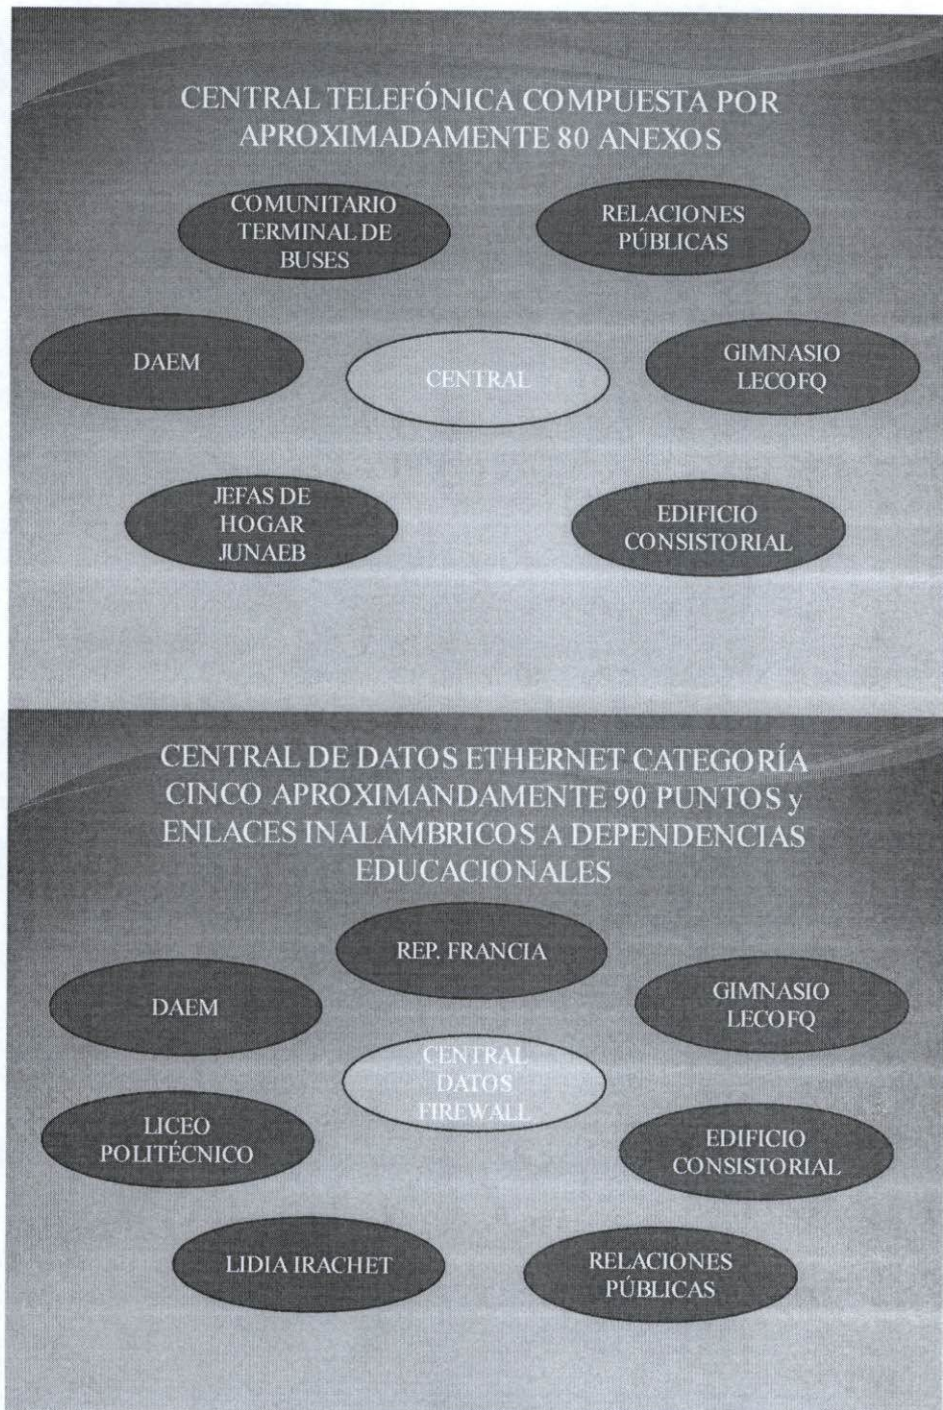 CENTRAL TELEFÓNICA COMPUESTA POR
APROXIMADAMENTE 80 ANEXOS
COMUNITARIO
TERMINAL DE
BUSES
RELACIONES
PÚBLICAS
DAEM
CENTRAL
GIMNASIO
LECOFQ
JEFAS DE
HOGAR
JUNAEB
EDIFICIO
CONSISTORIAL
CENTRAL DE DATOS ETHERNET CATEGORÍA
CINCO APROXIMANDAMENTE 90 PUNTOS y
ENLACES INALÁMBRICOS A DEPENDENCIAS
EDUCACIONALES
REP. FRANCIA
DAEM
GIMNASIO
LECOFQ
CENTRAL
DATOS
FIREWALL
LICEO
POLITÉCNICO
EDIFICIO
CONSISTORIAL
LIDIA IRACHET
RELACIONES
PÚBLICAS